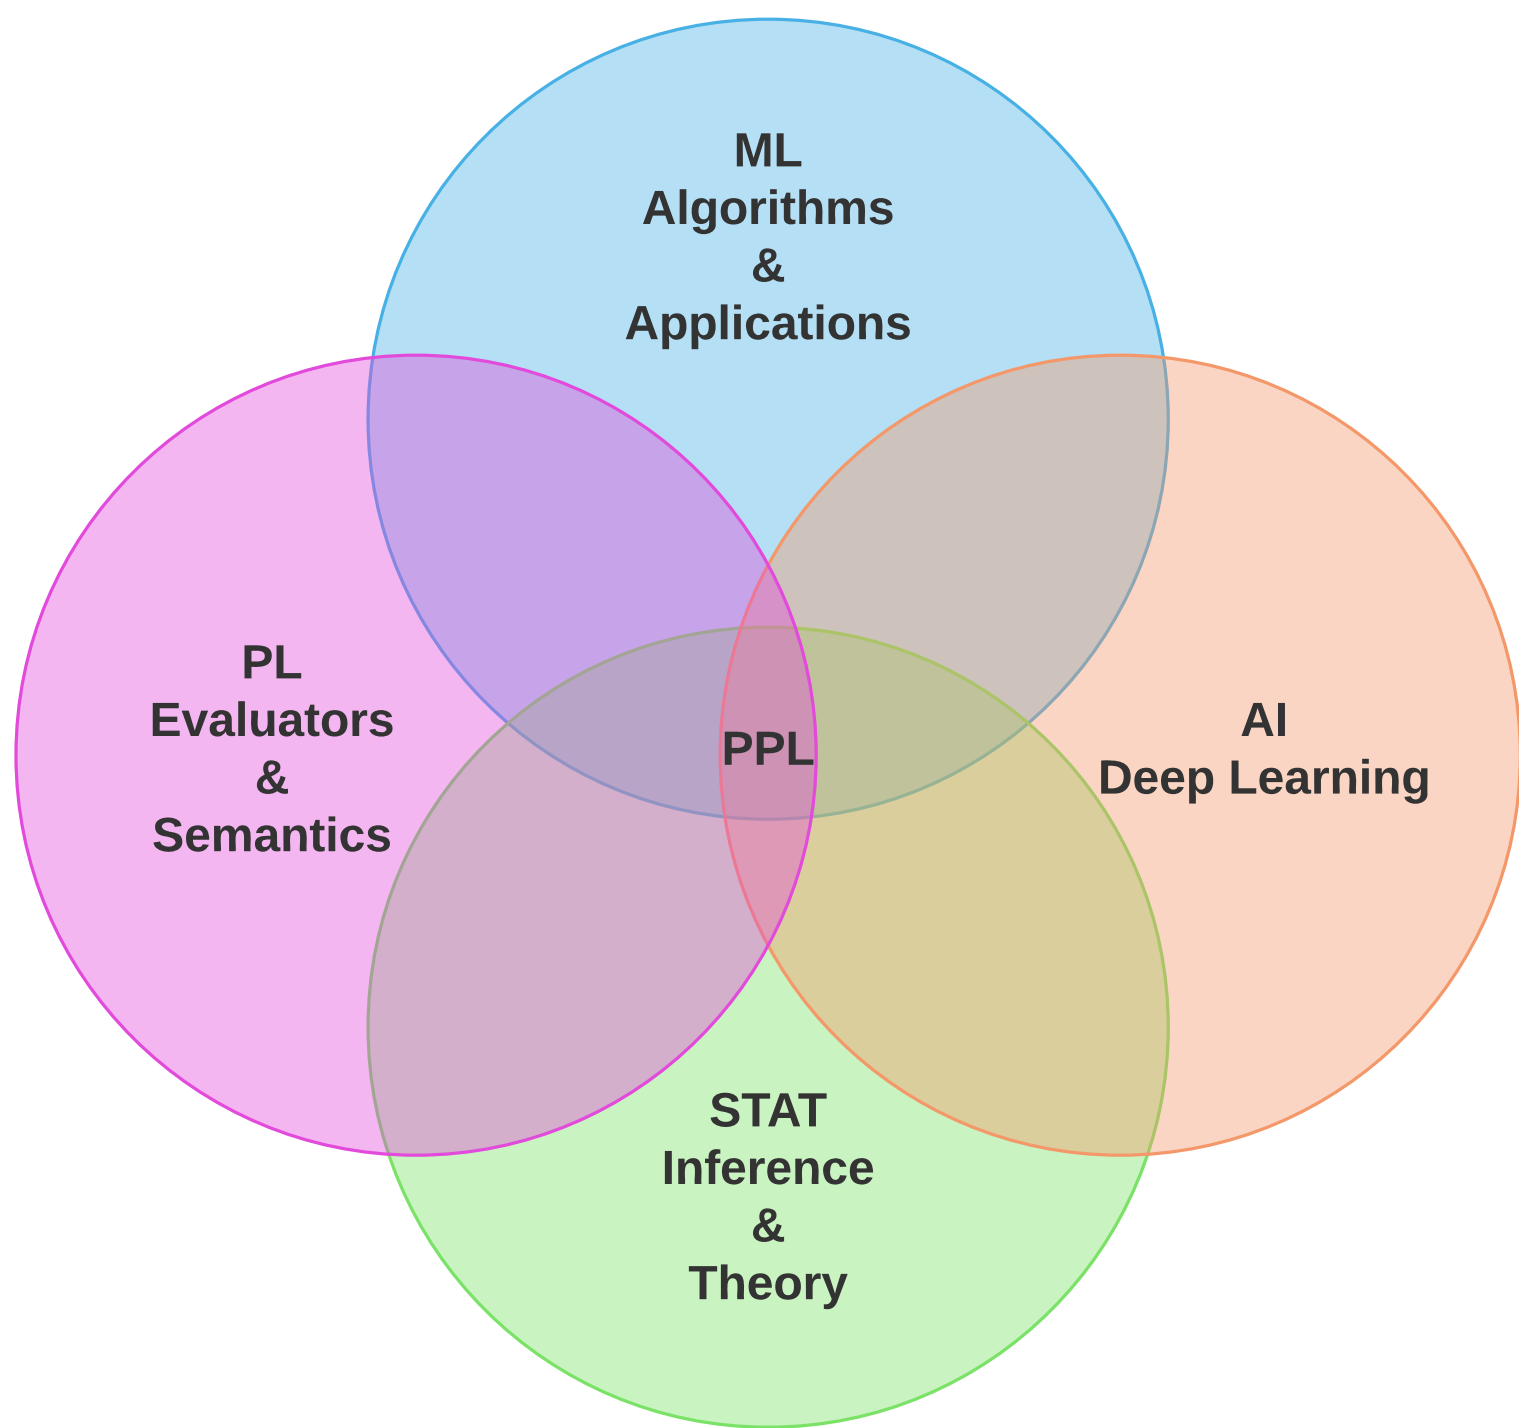 ML
Algorithms
&
Applications
PL
Evaluators
&
Semantics
PPL
AI
Deep Learning
STAT
Inference
&
Theory